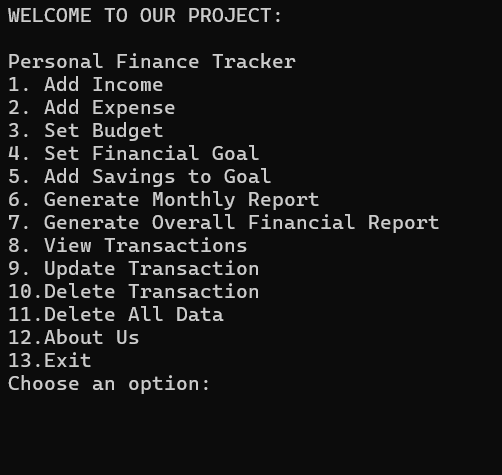 WELCOME TO OUR PROJECT:
Personal Finance Tracker
1. Add Income
2. Add Expense
3. Set Budget
4. Set Financial Goal
5. Add Savings to Goal
6. Generate Monthly Report
7. Generate Overall Financial Report
8. View Transactions
9. Update Transaction
10.Delete Transaction
11.Delete All Data
12.About Us
13.Exit
Choose an option: